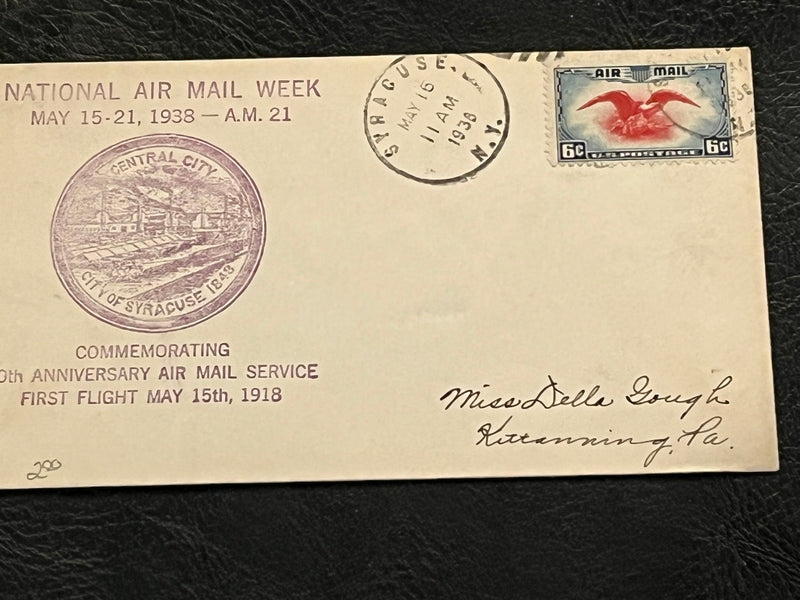 NATIONAL AIR MAIL WEEK
MAY 15-21, 1938 — A.M. 21
CENTRAL CITY
CITY OF SYRACUSE 1848
COMMEMORATING
0th ANNIVERSARY AIR MAIL SERVICE
FIRST FLIGHT MAY 15th, 1918
200
SYRACUSE. N.Y.
MAY 16
11 AM
1938
AIR MAIL
6c U.S. POSTAGE 6c
Miss Della Gough
Kittanning, Pa.